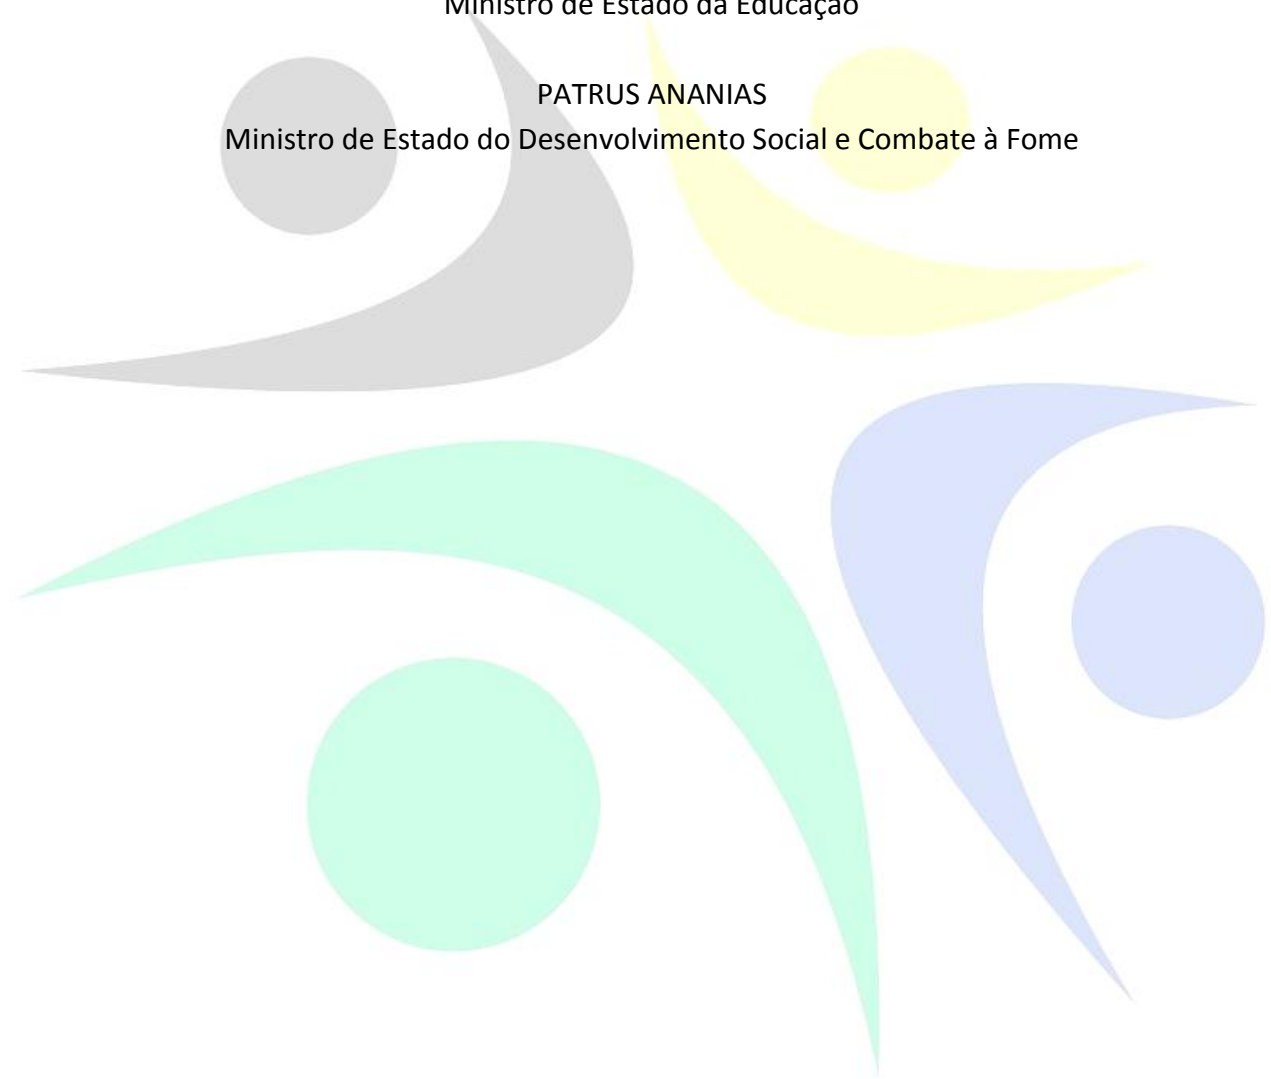 Ministro de Estado da Educação
PATRUS ANANIAS
Ministro de Estado do Desenvolvimento Social e Combate à Fome